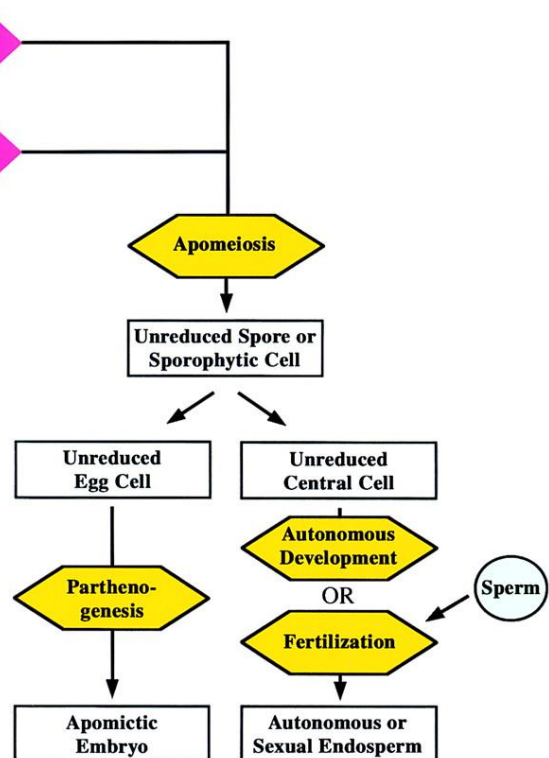 Apomeiosis
Unreduced Spore or
Sporophytic Cell
Unreduced
Egg Cell
Unreduced
Central Cell
Autonomous
Development
Partheno-
genesis
OR
Sperm
Fertilization
Apomictic
Embryo
Autonomous or
Sexual Endosperm